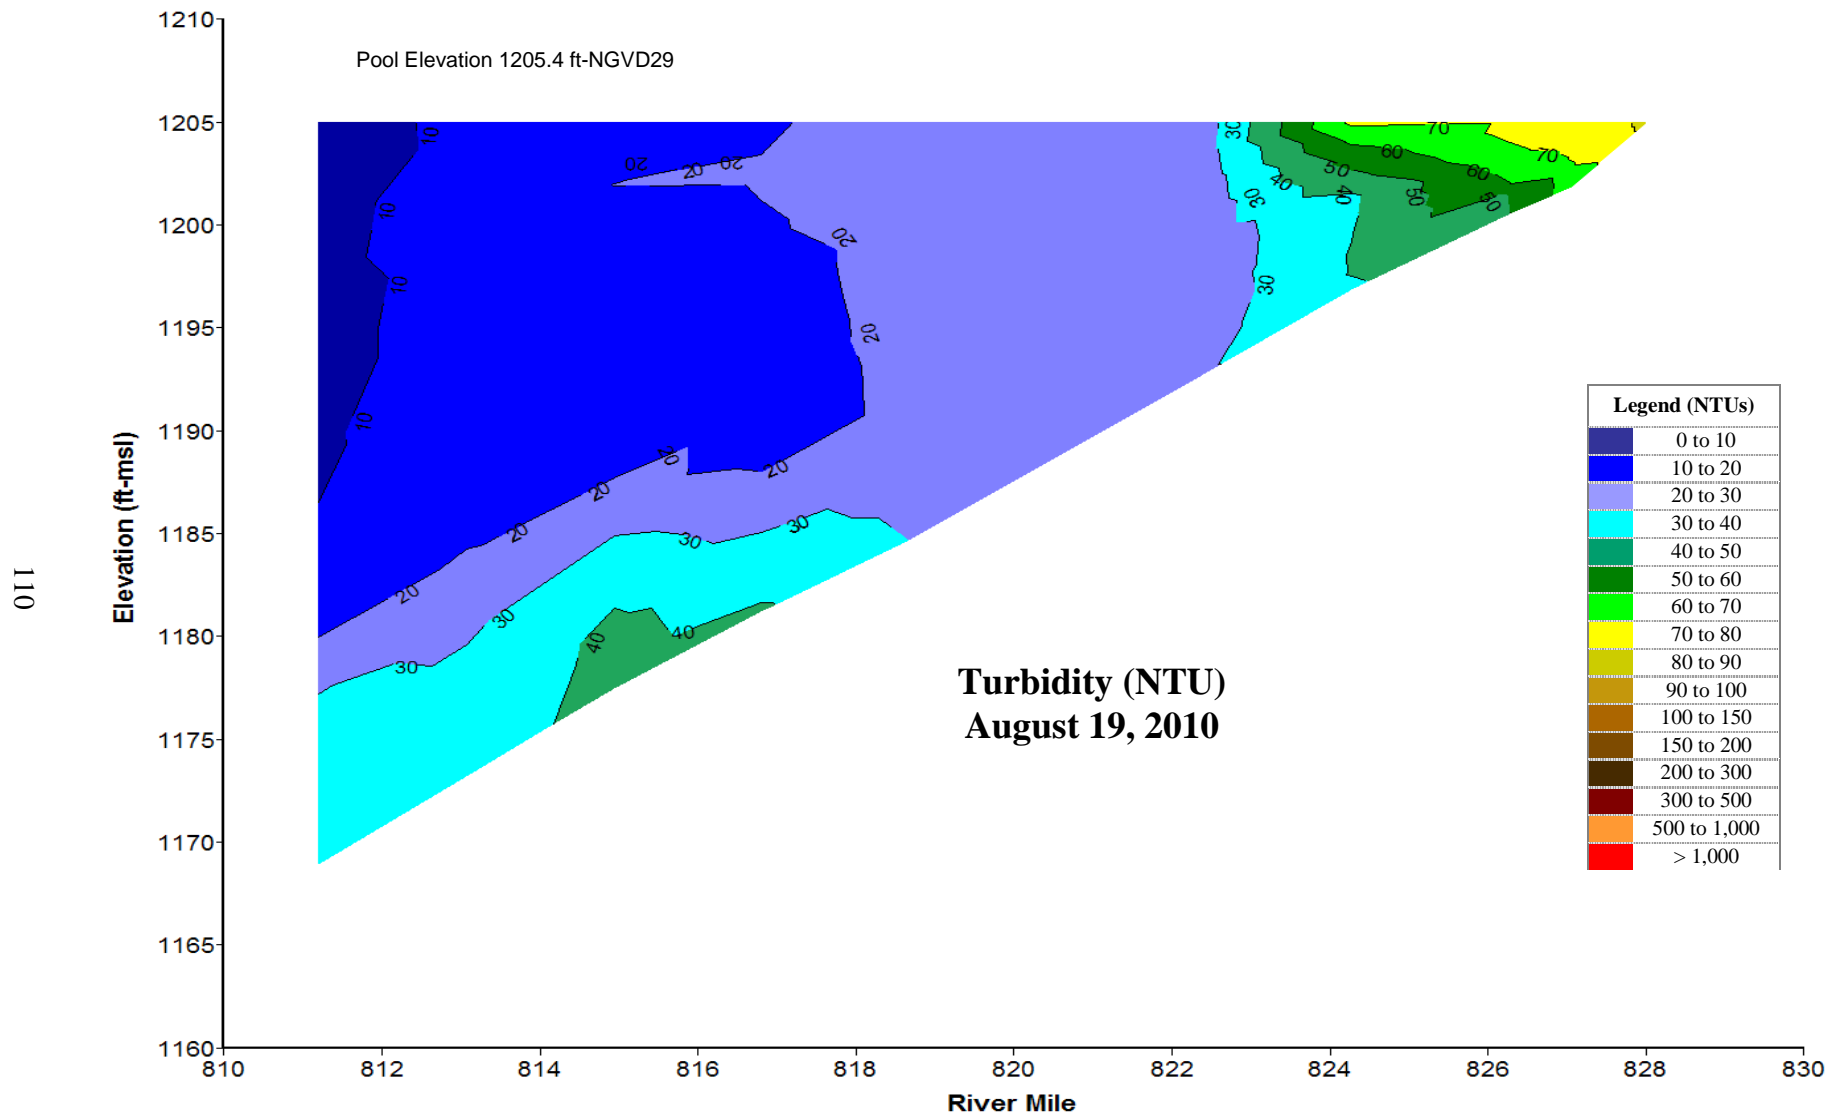 1210
Pool Elevation 1205.4 ft-NGVD29
1205
1200
1195
1190
1185
1180
1175
1170
1165
1160
Elevation (ft-msl)
110
10
10
10
10
20
20
20
20
20
20
20
20
20
20
30
30
30
30
40
40
30
30
30
40
40
50
50
50
60
60
70
70
Turbidity (NTU)
August 19, 2010
Legend (NTUs)
0 to 10
10 to 20
20 to 30
30 to 40
40 to 50
50 to 60
60 to 70
70 to 80
80 to 90
90 to 100
100 to 150
150 to 200
200 to 300
300 to 500
500 to 1,000
> 1,000
810 812 814 816 818 820 822 824 826 828 830
River Mile